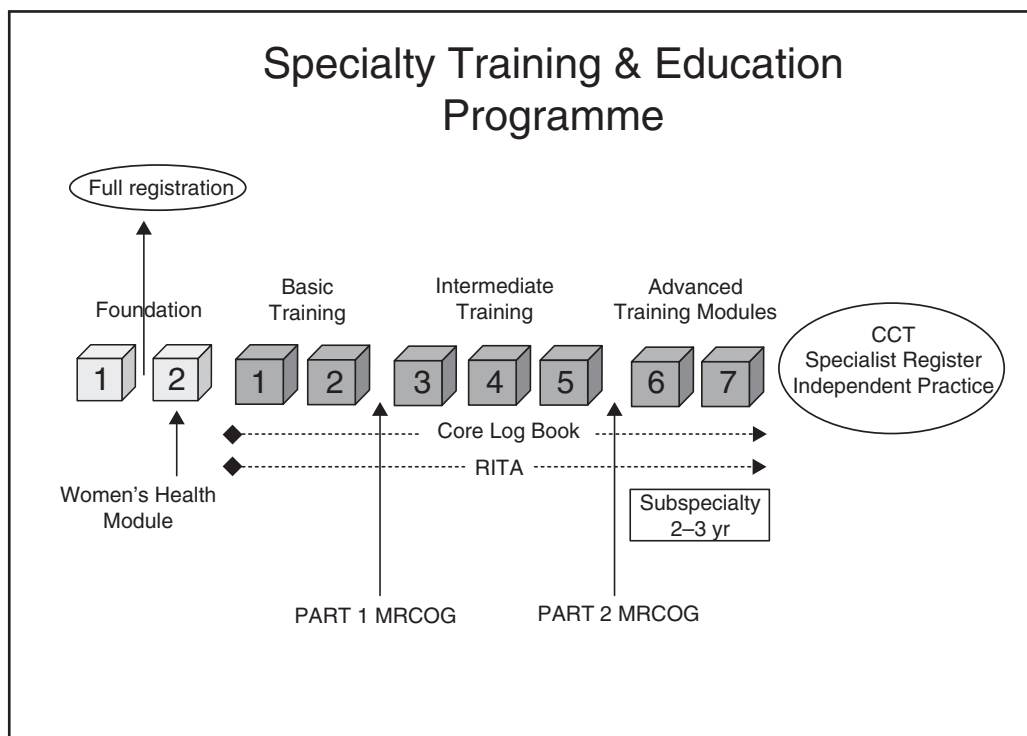 Specialty Training & Education
Programme
Full registration
Foundation
Basic
Training
Intermediate
Training
Advanced
Training Modules
1
2
1
2
3
4
5
6
7
CCT
Specialist Register
Independent Practice
Core Log Book
RITA
Women's Health
Module
Subspecialty
2–3 yr
PART 1 MRCOG
PART 2 MRCOG